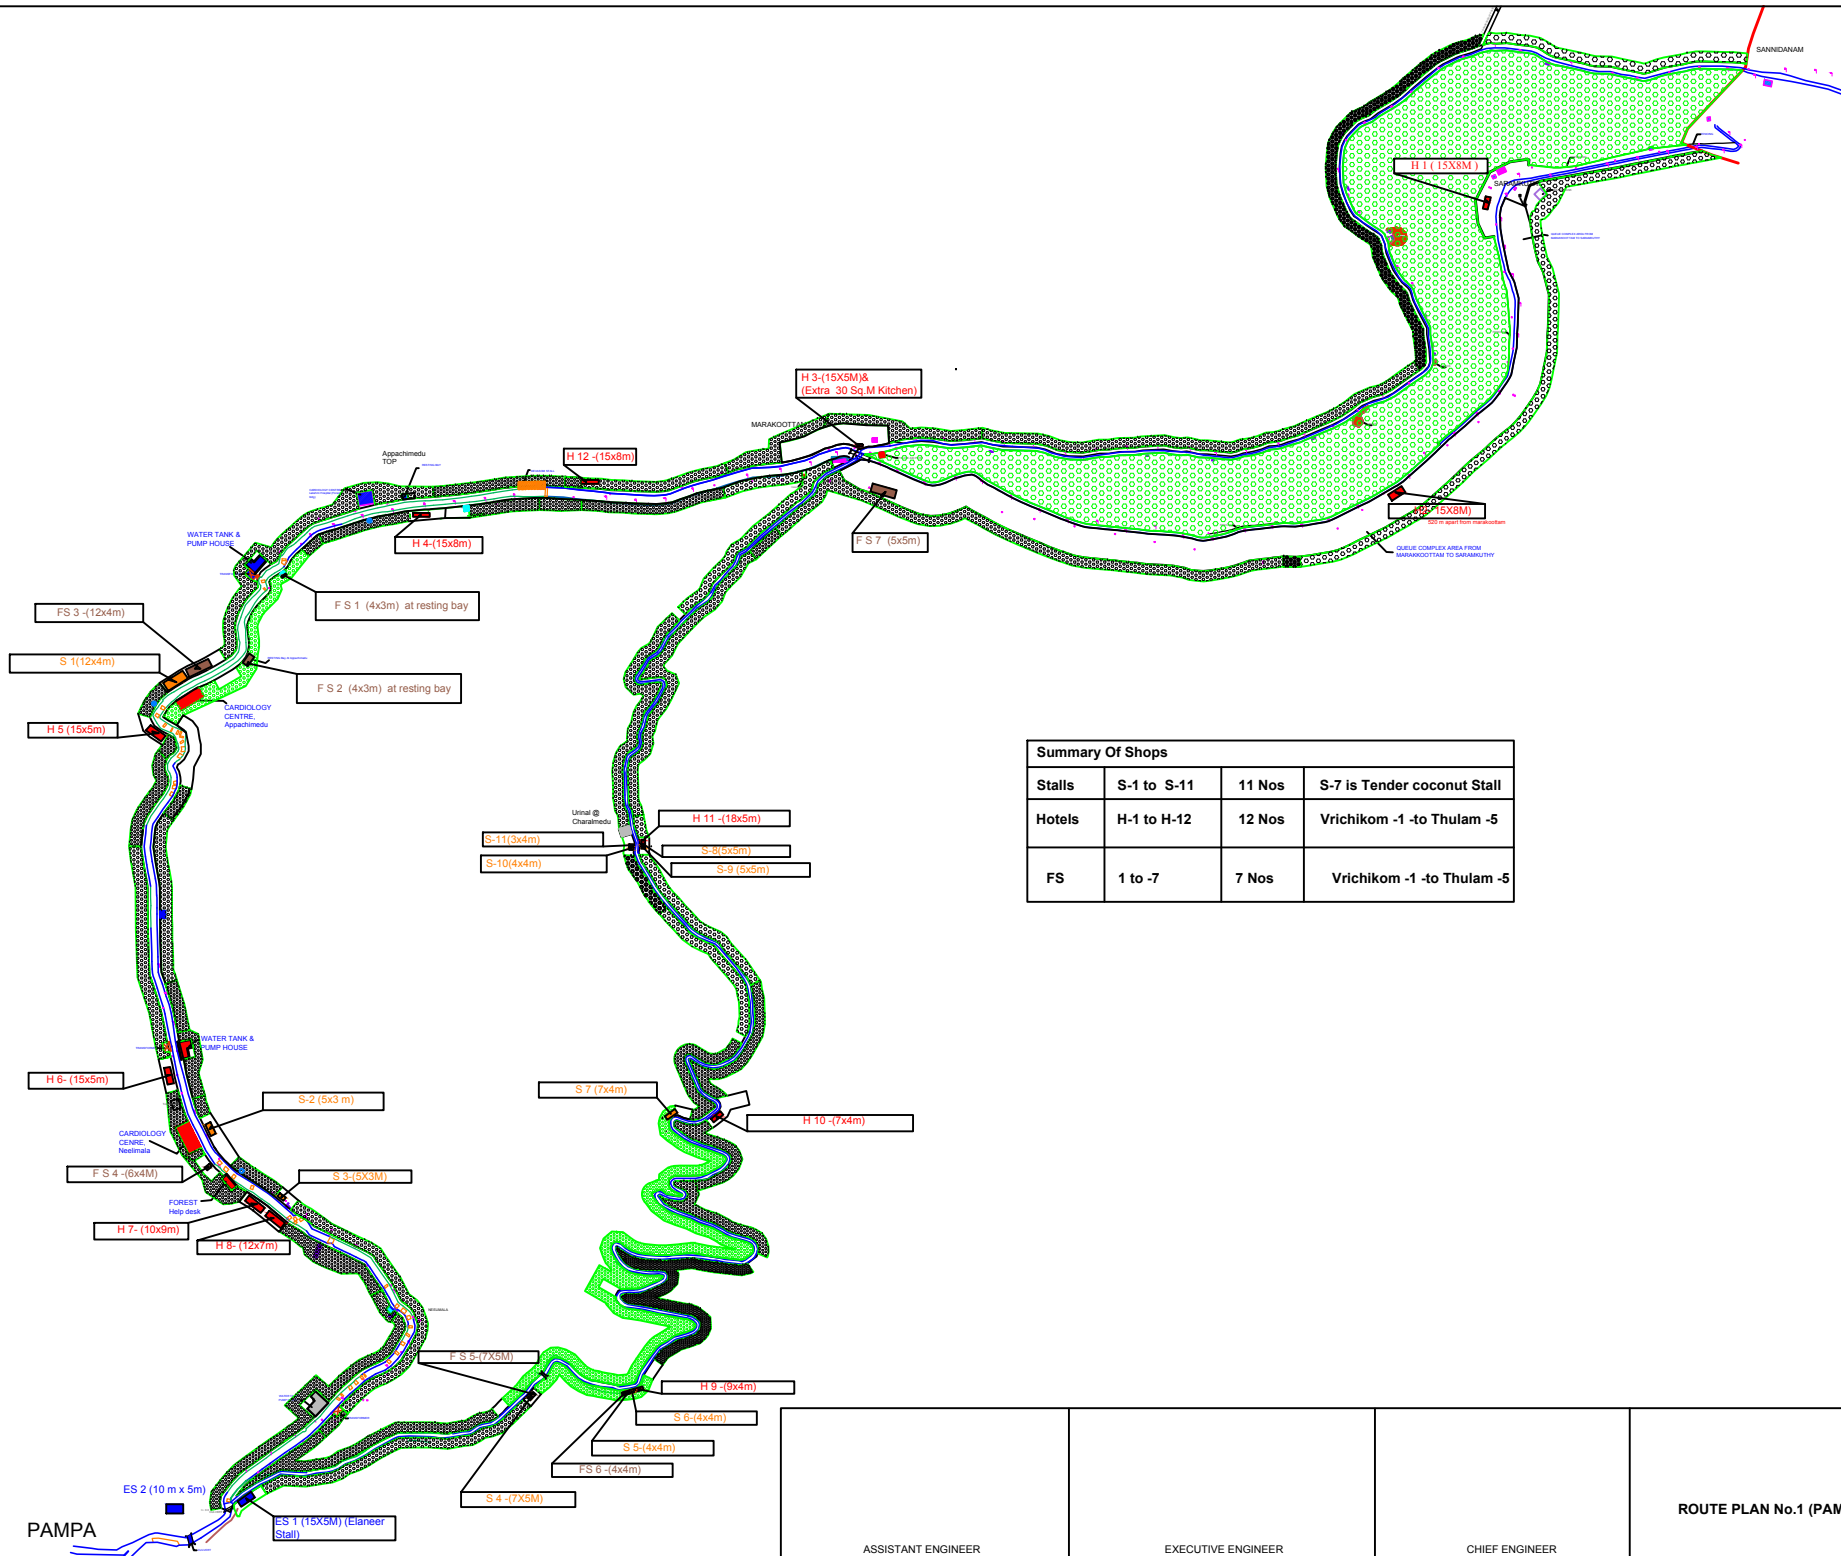 SANNIDANAM
H 1 ( 15X8M )
H 3-(15X5M)&
(Extra 30 Sq.M Kitchen)
MARAKOOTTAM
Appachimedu
TOP
H 12 -(15x8m)
15X8M)
520 m apart from marakoottam
WATER TANK &
PUMP HOUSE
H 4-(15x8m)
F S 7 (5x5m)
QUEUE COMPLEX AREA FROM
MARAKKOOTTAM TO SARAMKUTHY
FS 3 -(12x4m)
F S 1 (4x3m) at resting bay
S 1(12x4m)
F S 2 (4x3m) at resting bay
CARDIOLOGY
CENTRE,
Appachimedu
H 5 (15x5m)
Summary Of Shops
Stalls S-1 to S-11 11 Nos S-7 is Tender coconut Stall
Hotels H-1 to H-12 12 Nos Vrichikom -1 -to Thulam -5
FS 1 to -7 7 Nos Vrichikom -1 -to Thulam -5
Urinal @
Charalmedu
H 11 -(18x5m)
S-11(3x4m)
S-8(5x5m)
S-10(4x4m)
S-9 (5x5m)
WATER TANK &
PUMP HOUSE
H 6- (15x5m)
S-2 (5x3 m)
S 7 (7x4m)
H 10 -(7x4m)
CARDIOLOGY
CENRE,
Neelimala
F S 4 -(6x4M)
S 3-(5X3M)
FOREST
Help desk
H 7- (10x9m)
H 8- (12x7m)
F S 5-(7X5M)
H 9 -(9x4m)
S 6-(4x4m)
S 5-(4x4m)
FS 6 -(4x4m)
S 4 -(7X5M)
ES 2 (10 m x 5m)
ES 1 (15X5M) (Elaneer
Stall)
PAMPA
ASSISTANT ENGINEER
EXECUTIVE ENGINEER
CHIEF ENGINEER
ROUTE PLAN No.1 (PAM